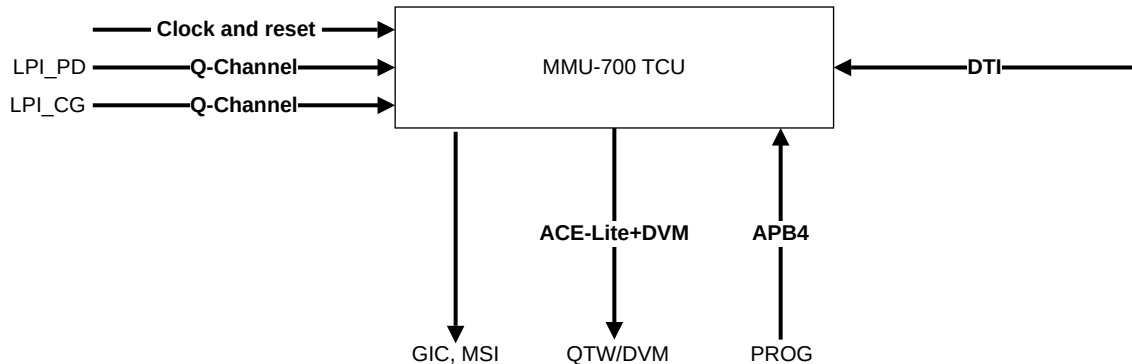 Clock and reset
LPI_PD Q-Channel MMU-700 TCU DTI
LPI_CG Q-Channel
ACE-Lite+DVM APB4
GIC, MSI QTW/DVM PROG